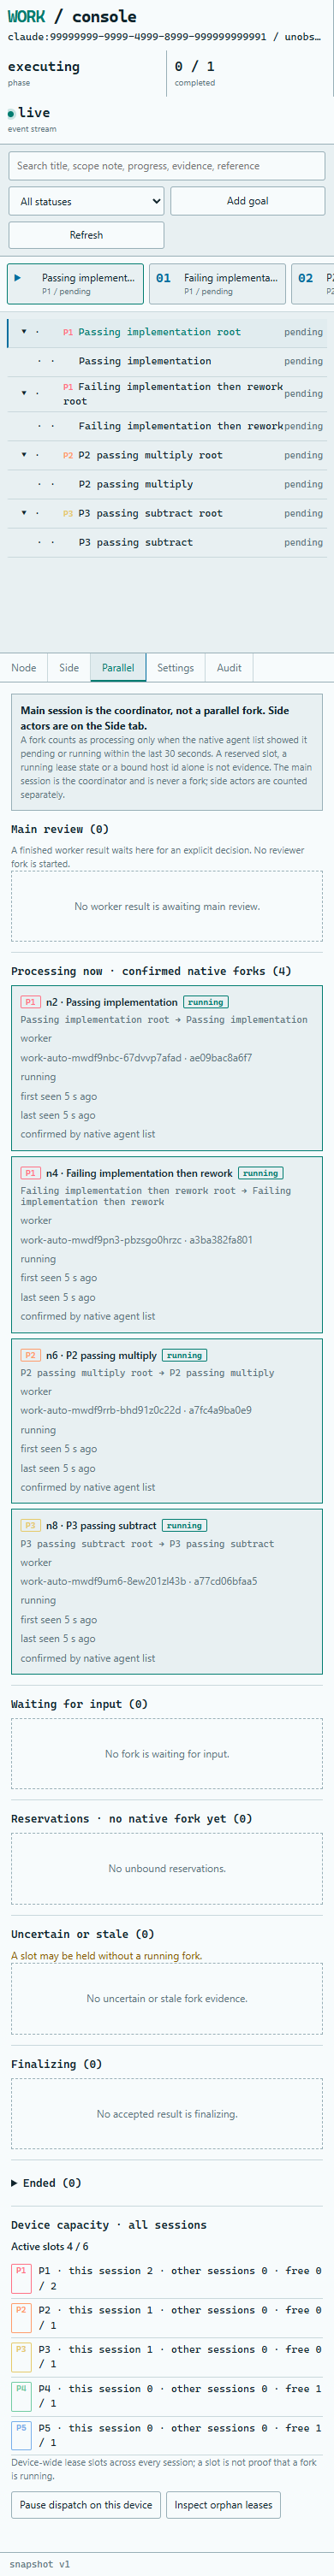 WORK / console
claude:99999999-9999-4999-8999-999999999991 / unobs…
executing
phase
0 / 1
completed
live
event stream
Search title, scope note, progress, evidence, reference
All statuses
Add goal
Refresh
▶ Passing implement...
P1 / pending
01 Failing implementa...
P1 / pending
02 P2
P2
▼ · P1 Passing implementation root pending
· · Passing implementation pending
▼ · P1 Failing implementation then rework root pending
· · Failing implementation then rework pending
▼ · P2 P2 passing multiply root pending
· · P2 passing multiply pending
▼ · P3 P3 passing subtract root pending
· · P3 passing subtract pending
Node Side Parallel Settings Audit
Main session is the coordinator, not a parallel fork. Side
actors are on the Side tab.
A fork counts as processing only when the native agent list showed it
pending or running within the last 30 seconds. A reserved slot, a
running lease state or a bound host id alone is not evidence. The main
session is the coordinator and is never a fork; side actors are counted
separately.
Main review (0)
A finished worker result waits here for an explicit decision. No reviewer
fork is started.
No worker result is awaiting main review.
Processing now · confirmed native forks (4)
P1 n2 · Passing implementation running
Passing implementation root → Passing implementation
worker
work-auto-mwdf9nbc-67dvvp7afad · ae09bac8a6f7
running
first seen 5 s ago
last seen 5 s ago
confirmed by native agent list
P1 n4 · Failing implementation then rework running
Failing implementation then rework root → Failing
implementation then rework
worker
work-auto-mwdf9pn3-pbzsgo0hrzc · a3ba382fa801
running
first seen 5 s ago
last seen 5 s ago
confirmed by native agent list
P2 n6 · P2 passing multiply running
P2 passing multiply root → P2 passing multiply
worker
work-auto-mwdf9rrb-bhd91z0c22d · a7fc4a9ba0e9
running
first seen 5 s ago
last seen 5 s ago
confirmed by native agent list
P3 n8 · P3 passing subtract running
P3 passing subtract root → P3 passing subtract
worker
work-auto-mwdf9um6-8ew201zl43b · a77cd06bfaa5
running
first seen 5 s ago
last seen 5 s ago
confirmed by native agent list
Waiting for input (0)
No fork is waiting for input.
Reservations · no native fork yet (0)
No unbound reservations.
Uncertain or stale (0)
A slot may be held without a running fork.
No uncertain or stale fork evidence.
Finalizing (0)
No accepted result is finalizing.
▶ Ended (0)
Device capacity · all sessions
Active slots 4 / 6
P1 P1 · this session 2 · other sessions 0 · free 0
/ 2
P2 P2 · this session 1 · other sessions 0 · free 0
/ 1
P3 P3 · this session 1 · other sessions 0 · free 0
/ 1
P4 P4 · this session 0 · other sessions 0 · free 1
/ 1
P5 P5 · this session 0 · other sessions 0 · free 1
/ 1
Device-wide lease slots across every session; a slot is not proof that a fork
is running.
Pause dispatch on this device
Inspect orphan leases
snapshot v1